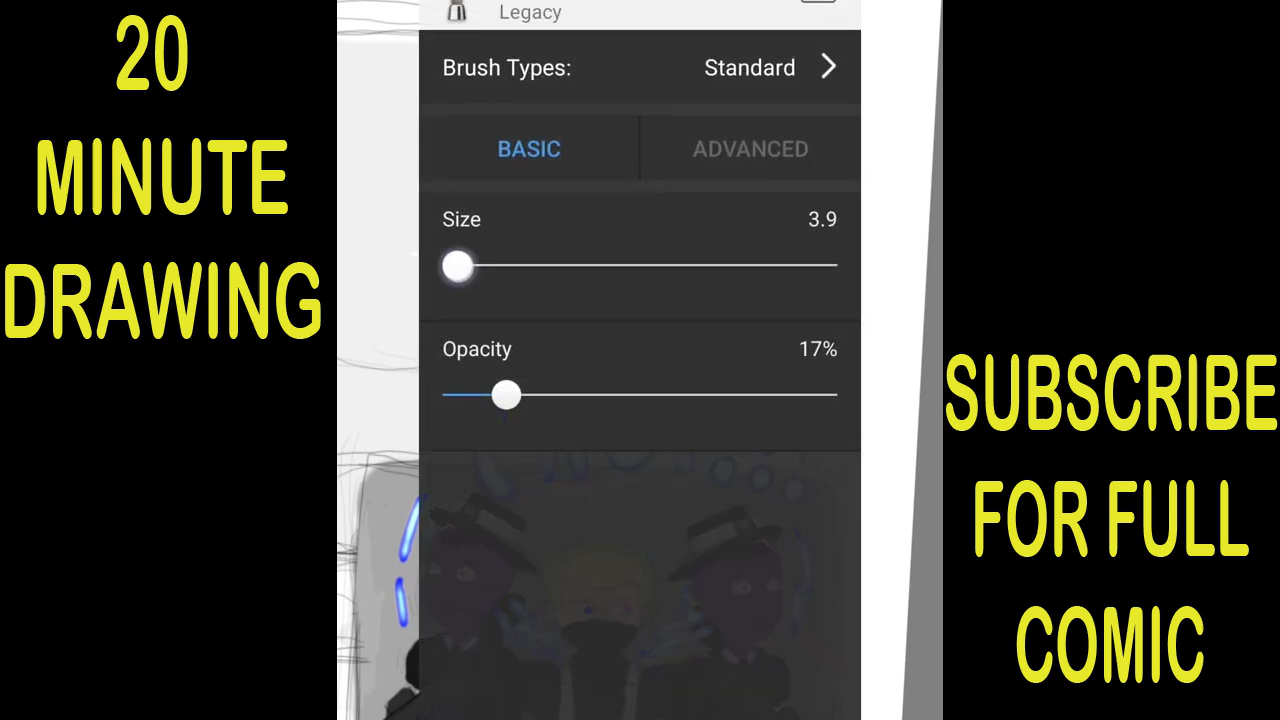 20
MINUTE
DRAWING
Legacy
Brush Types: Standard
BASIC ADVANCED
Size 3.9
Opacity 17%
SUBSCRIBE
FOR FULL
COMIC